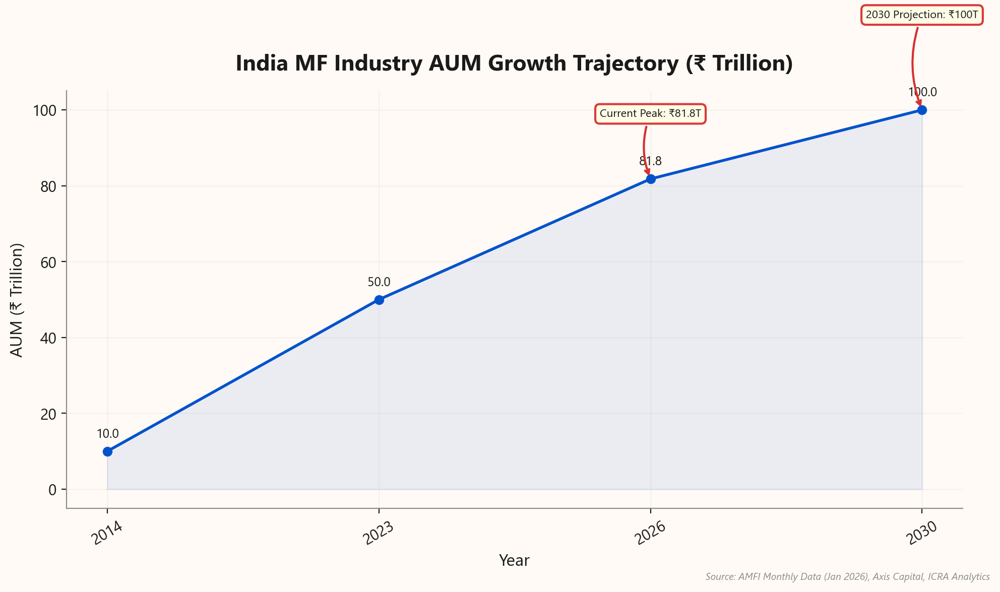 2030 Projection: ₹100T
India MF Industry AUM Growth Trajectory (₹ Trillion)
100.0
100
Current Peak: ₹81.8T
81.8
80
60
50.0
40
20
10.0
0
AUM (₹ Trillion)
2014
2023
2026
2030
Year
Source: AMFI Monthly Data (Jan 2026), Axis Capital, ICRA Analytics